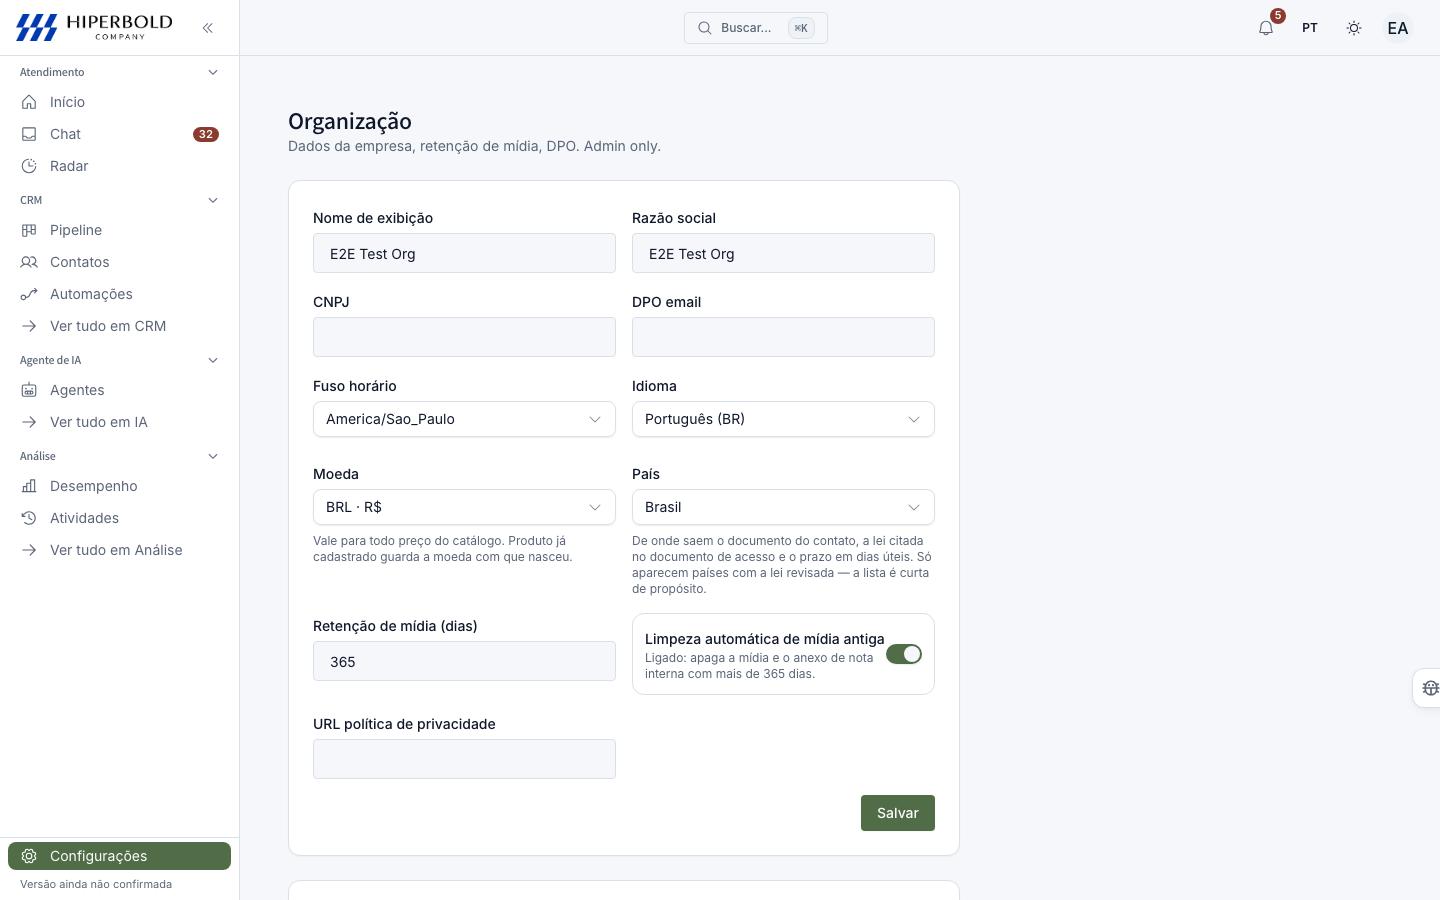 HIPERBOLD
COMPANY
Buscar...
⌘K
5
PT
EA
Atendimento
Início
Chat
32
Radar
CRM
Pipeline
Contatos
Automações
Ver tudo em CRM
Agente de IA
Agentes
Ver tudo em IA
Análise
Desempenho
Atividades
Ver tudo em Análise
Configurações
Versão ainda não confirmada
Organização
Dados da empresa, retenção de mídia, DPO. Admin only.
Nome de exibição
E2E Test Org
Razão social
E2E Test Org
CNPJ
DPO email
Fuso horário
America/Sao_Paulo
Idioma
Português (BR)
Moeda
BRL · R$
Vale para todo preço do catálogo. Produto já
cadastrado guarda a moeda com que nasceu.
País
Brasil
De onde saem o documento do contato, a lei citada
no documento de acesso e o prazo em dias úteis. Só
aparecem países com a lei revisada — a lista é curta
de propósito.
Retenção de mídia (dias)
365
Limpeza automática de mídia antiga
Ligado: apaga a mídia e o anexo de nota
interna com mais de 365 dias.
URL política de privacidade
Salvar